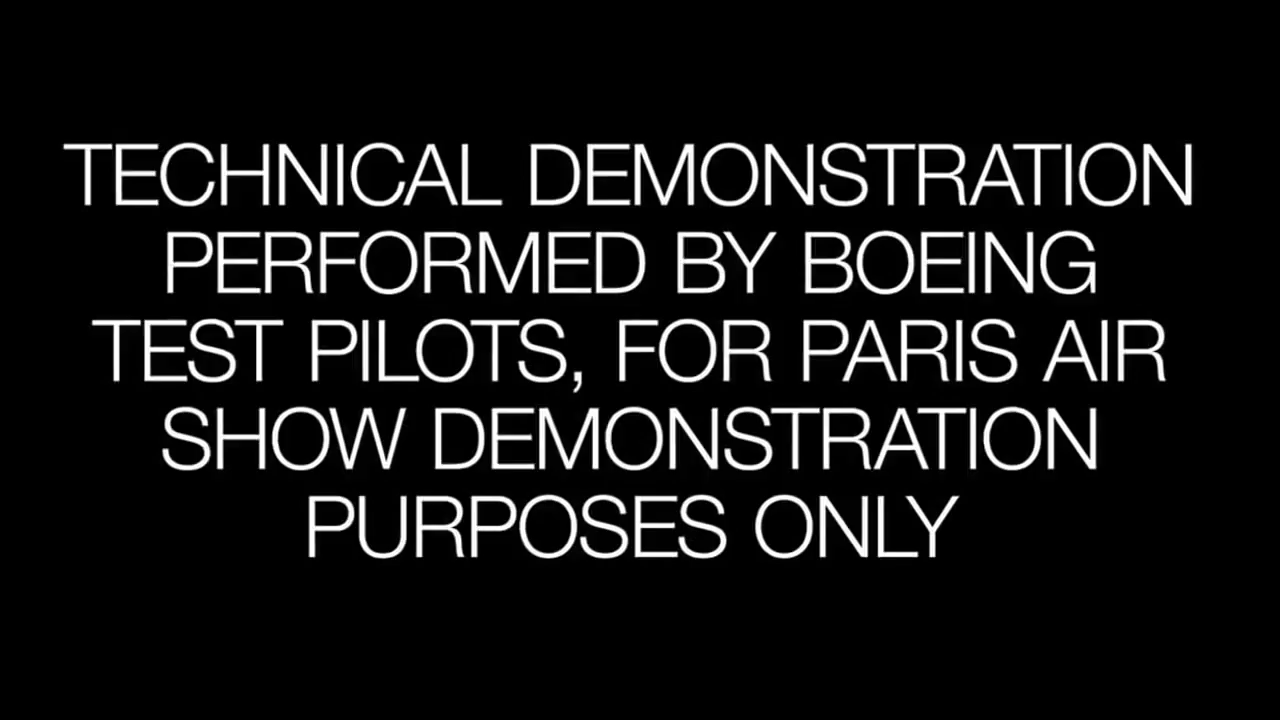 TECHNICAL DEMONSTRATION
PERFORMED BY BOEING
TEST PILOTS, FOR PARIS AIR
SHOW DEMONSTRATION
PURPOSES ONLY